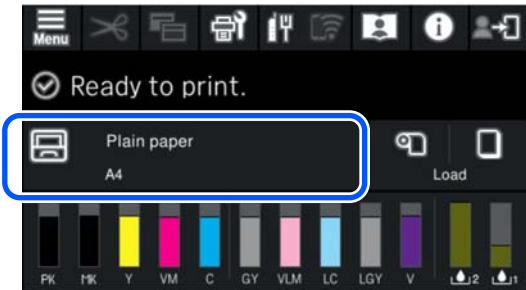 Menu
Ready to print.
Plain paper
A4
Load
PK MK Y VM C GY VLM LC LGY V 2 1